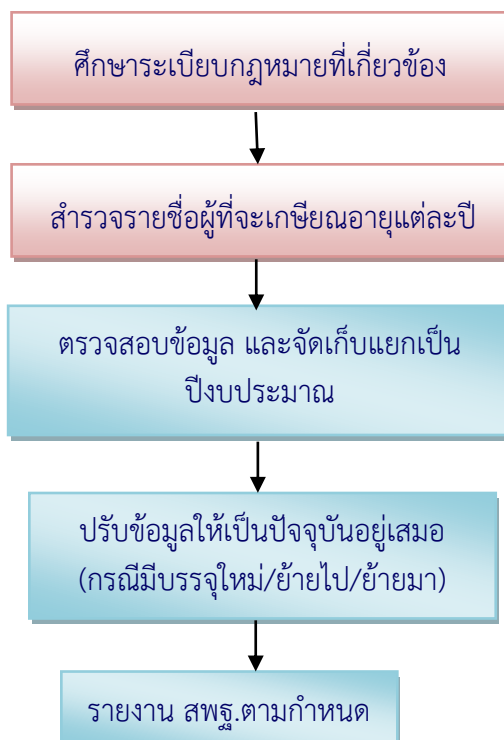 ศึกษาระเบียบกฎหมายที่เกี่ยวข้อง
สำรวจรายชื่อผู้ที่จะเกษียณอายุแต่ละปี
ตรวจสอบข้อมูล และจัดเก็บแยกเป็น
ปีงบประมาณ
ปรับข้อมูลให้เป็นปัจจุบันอยู่เสมอ
(กรณีมีบรรจุใหม่/ย้ายไป/ย้ายมา)
รายงาน สพฐ.ตามกำหนด